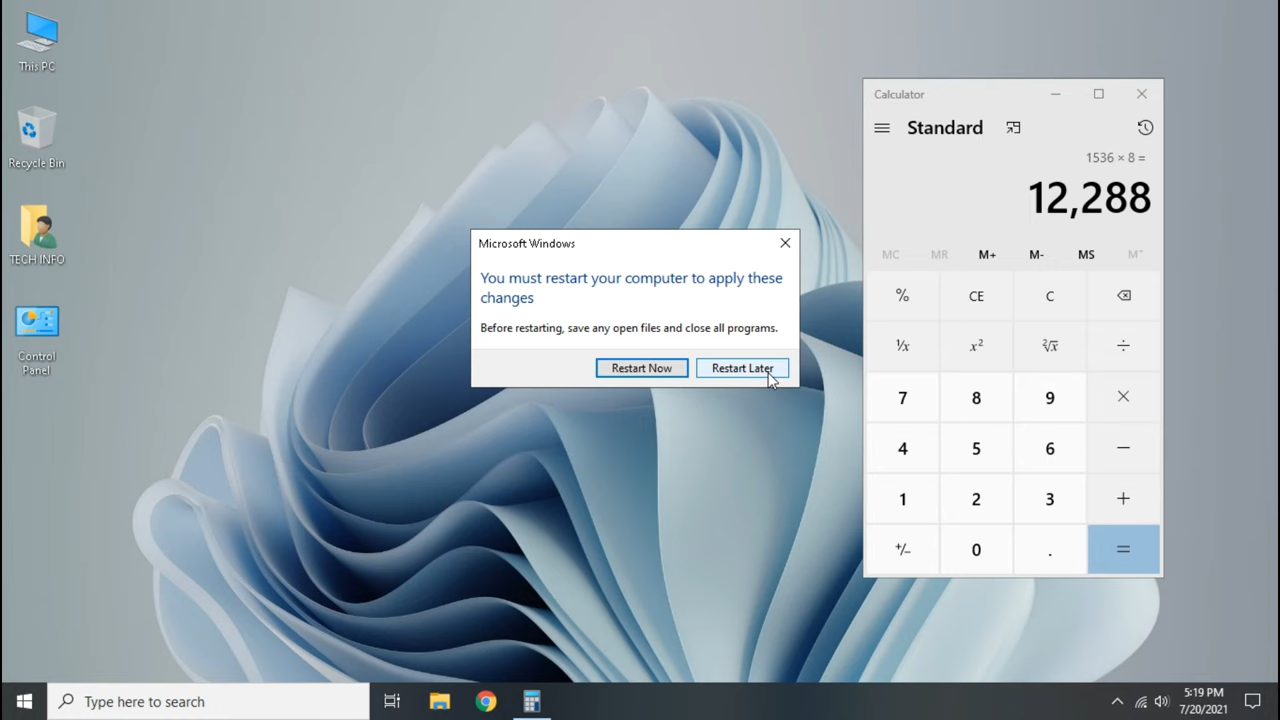 This PC
Recycle Bin
TECH INFO
Control
Panel
Microsoft Windows
You must restart your computer to apply these
changes
Before restarting, save any open files and close all programs.
Restart Now
Restart Later
Calculator
Standard
1536 × 8 =
12,288
MC MR M+ M- MS M˅
% CE C
¹/x x² ²√x ÷
7 8 9 ×
4 5 6 −
1 2 3 +
+/− 0 . =
Type here to search
5:19 PM
7/20/2021